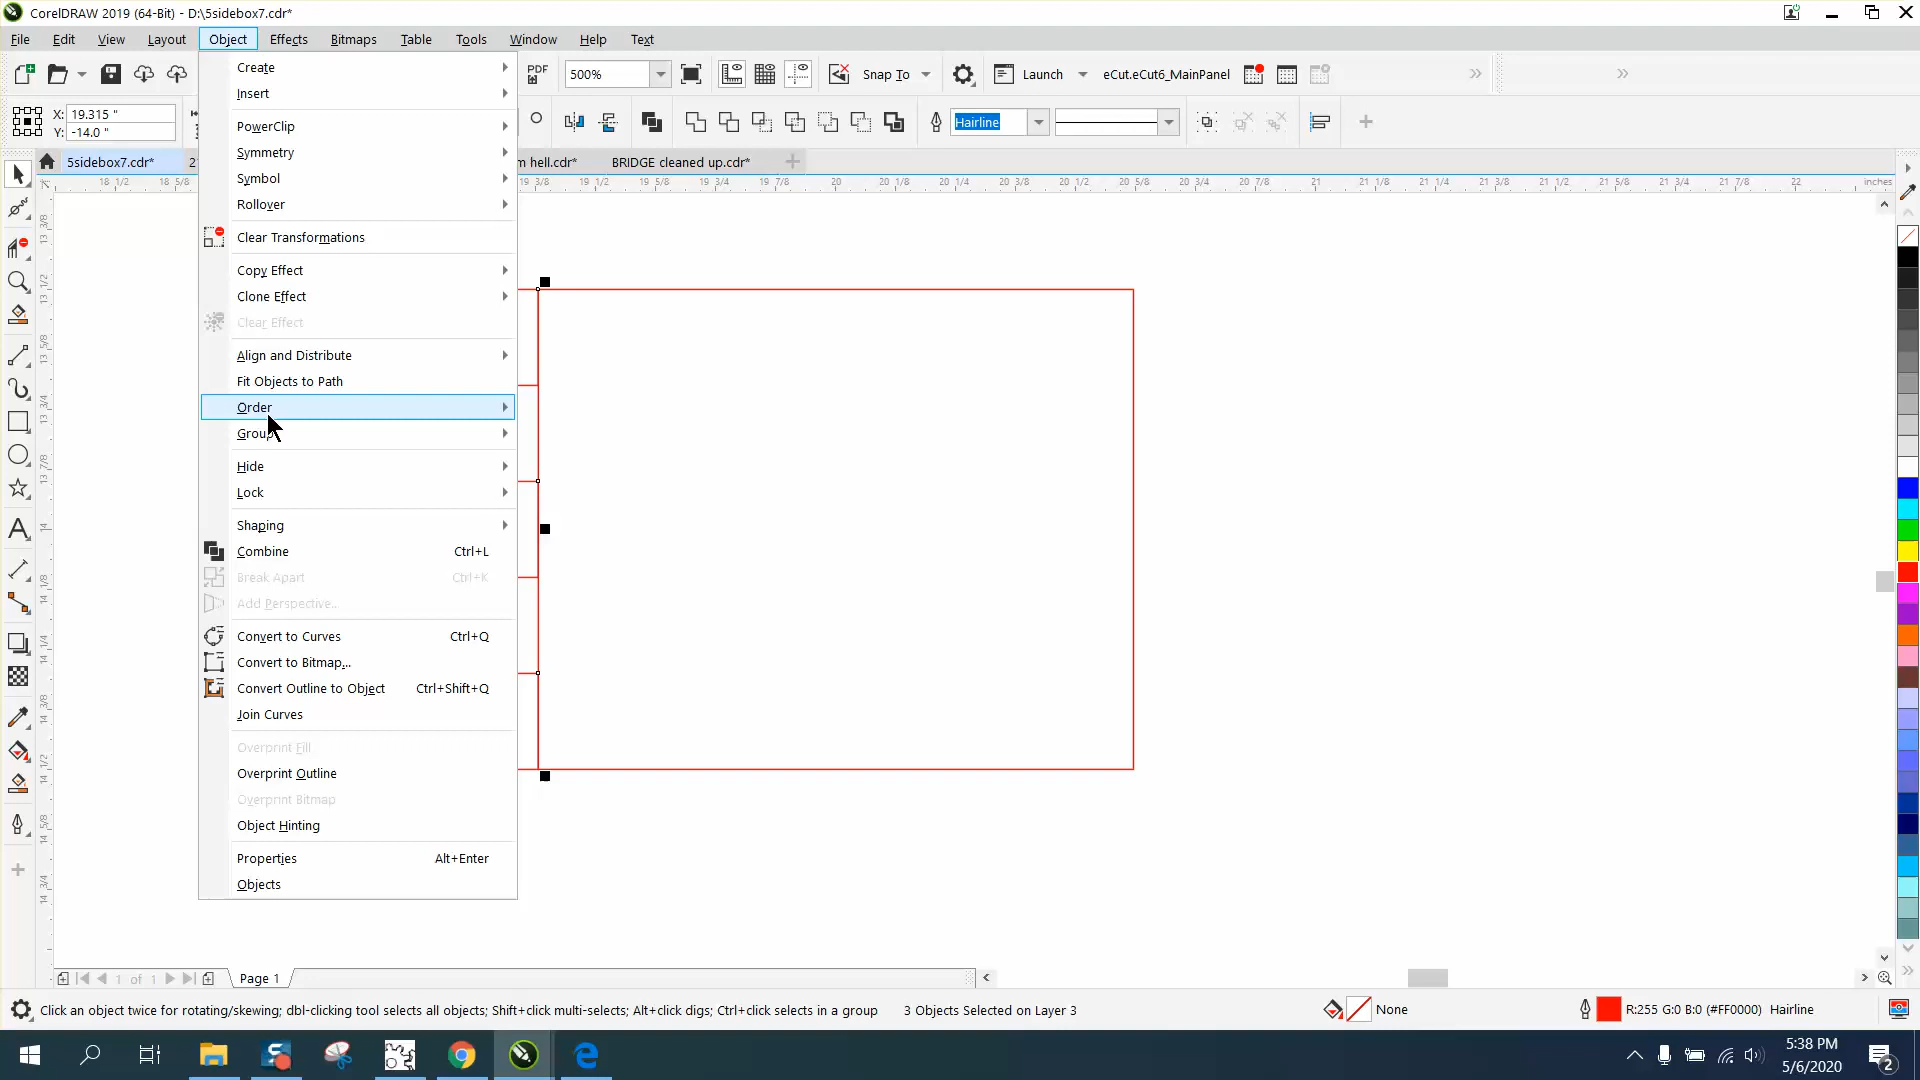 CorelDRAW 2019 (64-Bit) - D:\5sidebox7.cdr*
File Edit View Layout Object Effects Bitmaps Table Tools Window Help Text
PDF 500% Snap To Launch eCut.eCut6_MainPanel
X: 19.315 "
Y: -14.0 "
Hairline
5sidebox7.cdr* 2 m hell.cdr* BRIDGE cleaned up.cdr*
18 1/2 18 5/8 19 3/8 19 1/2 19 5/8 19 3/4 19 7/8 20 20 1/8 20 1/4 20 3/8 20 1/2 20 5/8 20 3/4 20 7/8 21 21 1/8 21 1/4 21 3/8 21 1/2 21 5/8 21 3/4 21 7/8 22 inches
Create
Insert
PowerClip
Symmetry
Symbol
Rollover
Clear Transformations
Copy Effect
Clone Effect
Clear Effect
Align and Distribute
Fit Objects to Path
Order
Group
Hide
Lock
Shaping
Combine Ctrl+L
Break Apart Ctrl+K
Add Perspective...
Convert to Curves Ctrl+Q
Convert to Bitmap...
Convert Outline to Object Ctrl+Shift+Q
Join Curves
Overprint Fill
Overprint Outline
Overprint Bitmap
Object Hinting
Properties Alt+Enter
Objects
13 3/8
13 1/2
13 5/8
13 3/4
13 7/8
14
14 1/8
14 1/4
14 3/8
14 1/2
14 5/8
14 3/4
1 of 1 Page 1
Click an object twice for rotating/skewing; dbl-clicking tool selects all objects; Shift+click multi-selects; Alt+click digs; Ctrl+click selects in a group 3 Objects Selected on Layer 3 None R:255 G:0 B:0 (#FF0000) Hairline
5:38 PM
5/6/2020
2